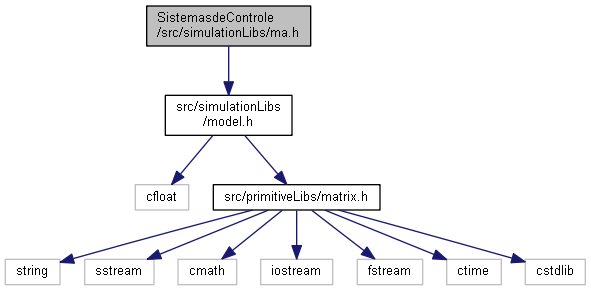 SistemasdeControle
/src/simulationLibs/ma.h
src/simulationLibs
/model.h
cfloat
src/primitiveLibs/matrix.h
string
sstream
cmath
iostream
fstream
ctime
cstdlib